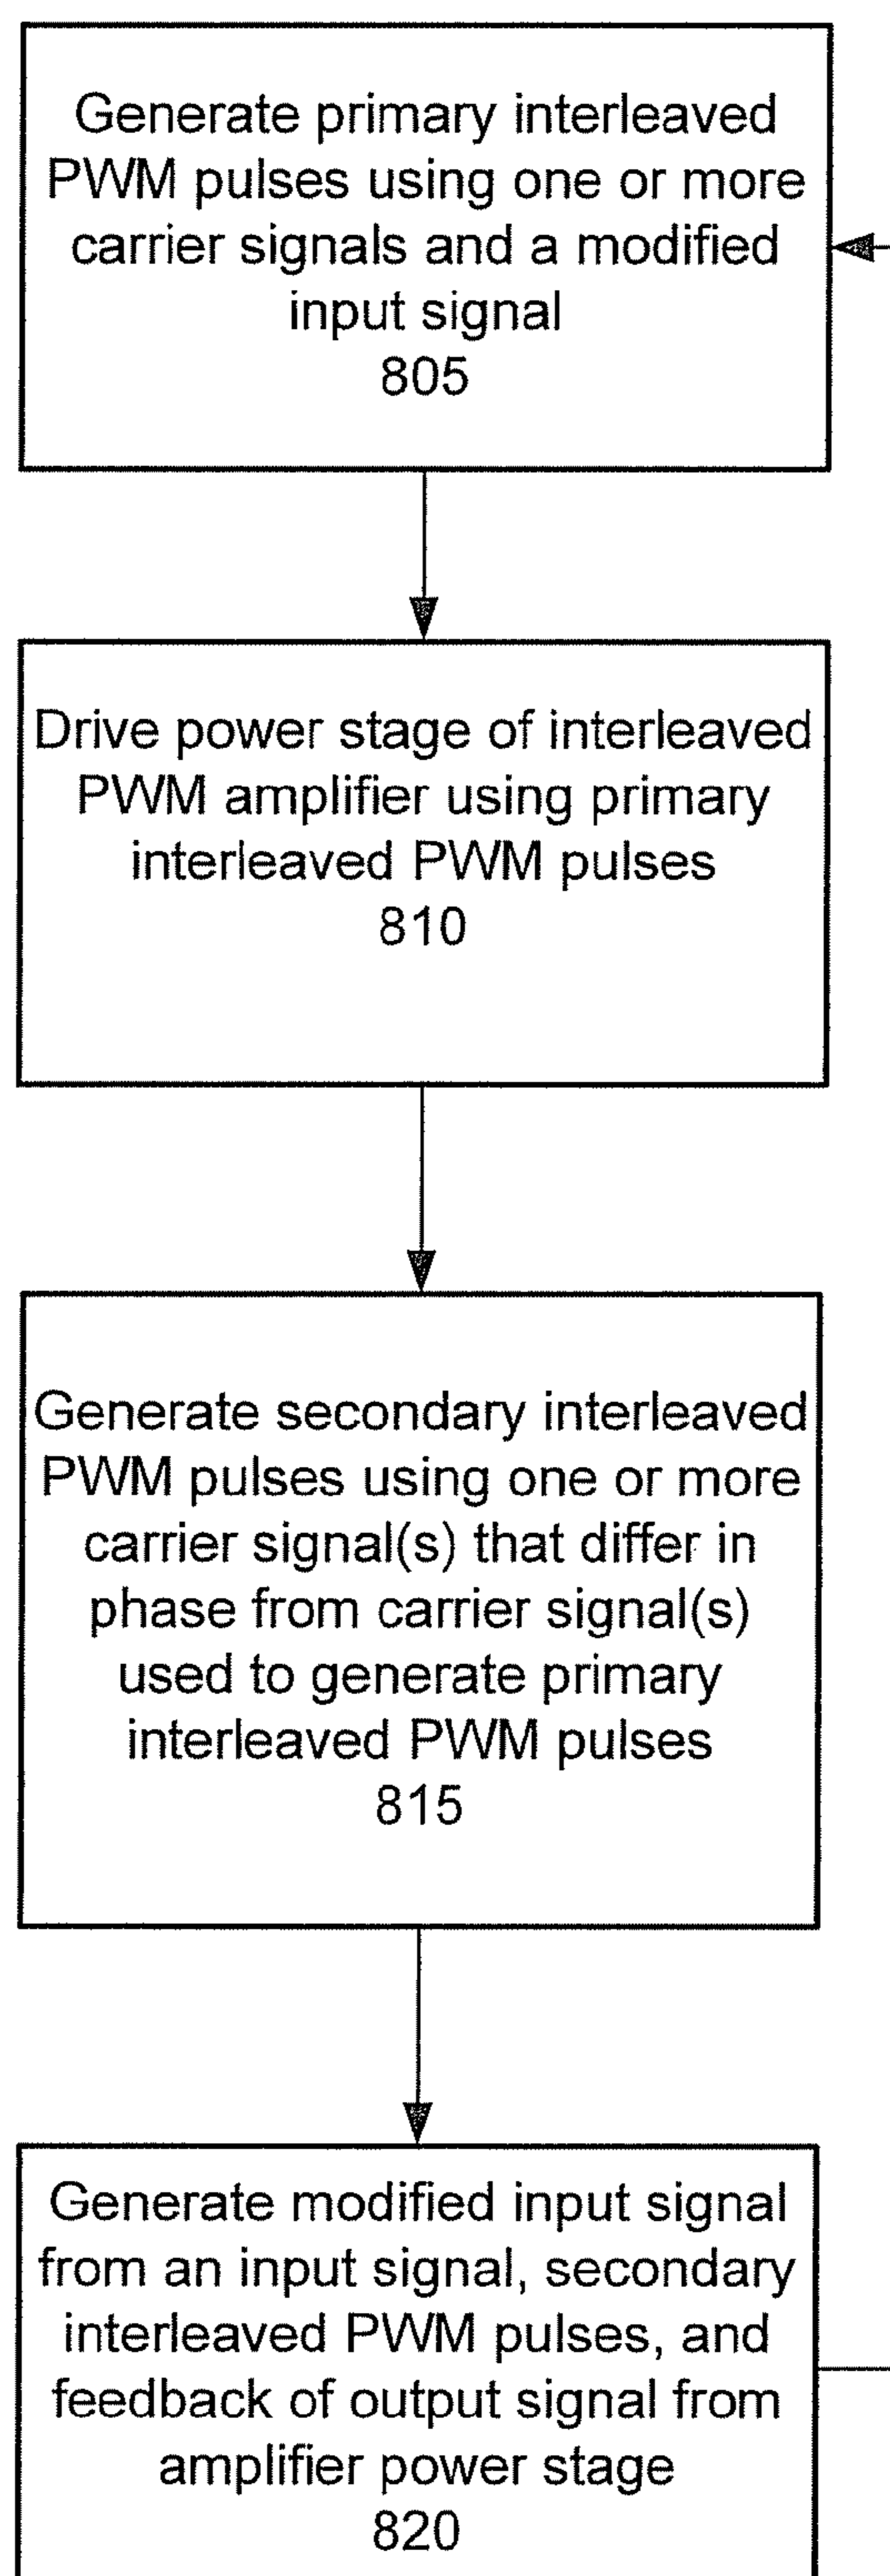 Generate primary interleaved
PWM pulses using one or more
carrier signals and a modified
input signal
805
Drive power stage of interleaved
PWM amplifier using primary
interleaved PWM pulses
810
Generate secondary interleaved
PWM pulses using one or more
carrier signal(s) that differ in
phase from carrier signal(s)
used to generate primary
interleaved PWM pulses
815
Generate modified input signal
from an input signal, secondary
interleaved PWM pulses, and
feedback of output signal from
amplifier power stage
820